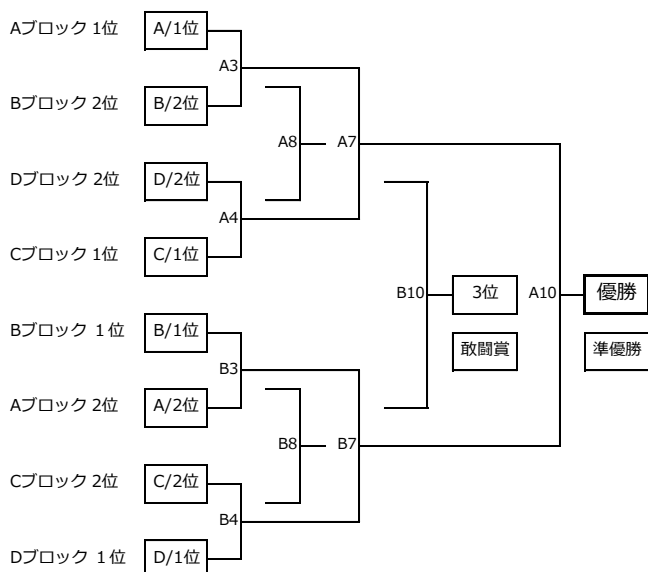 Aブロック 1位 A/1位
A3
Bブロック 2位 B/2位
A8 A7
Dブロック 2位 D/2位
A4
Cブロック 1位 C/1位
B10 3位 A10 優勝
Bブロック １位 B/1位
敢闘賞 準優勝
B3
Aブロック 2位 A/2位
B8 B7
Cブロック 2位 C/2位
B4
Dブロック １位 D/1位